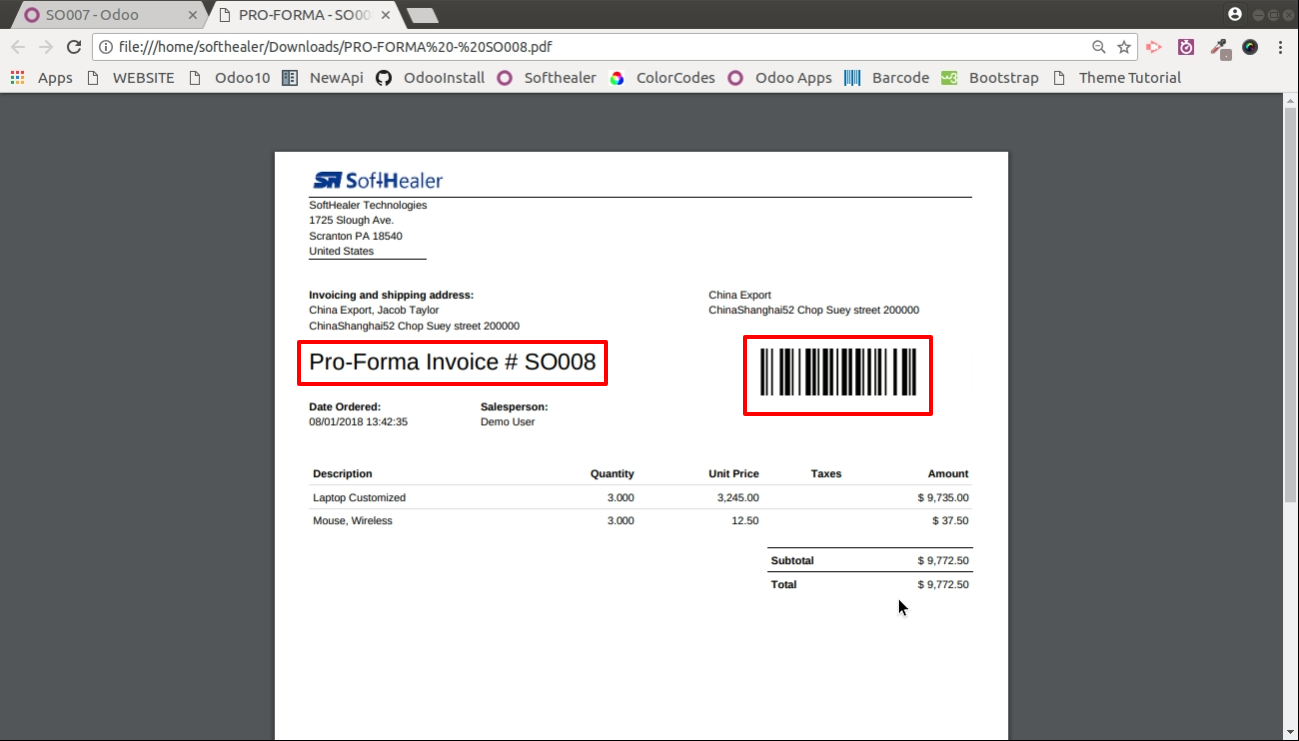 SO007 - Odoo
PRO-FORMA - SO00
file:///home/softhealer/Downloads/PRO-FORMA%20-%20SO008.pdf
Apps WEBSITE Odoo10 NewApi OdooInstall Softhealer ColorCodes Odoo Apps Barcode Bootstrap Theme Tutorial
SoftHealer
SoftHealer Technologies
1725 Slough Ave.
Scranton PA 18540
United States
Invoicing and shipping address:
China Export, Jacob Taylor
ChinaShanghai52 Chop Suey street 200000
China Export
ChinaShanghai52 Chop Suey street 200000
Pro-Forma Invoice # SO008
Date Ordered: Salesperson:
08/01/2018 13:42:35 Demo User
Description Quantity Unit Price Taxes Amount
Laptop Customized 3.000 3,245.00 $ 9,735.00
Mouse, Wireless 3.000 12.50 $ 37.50
Subtotal $ 9,772.50
Total $ 9,772.50